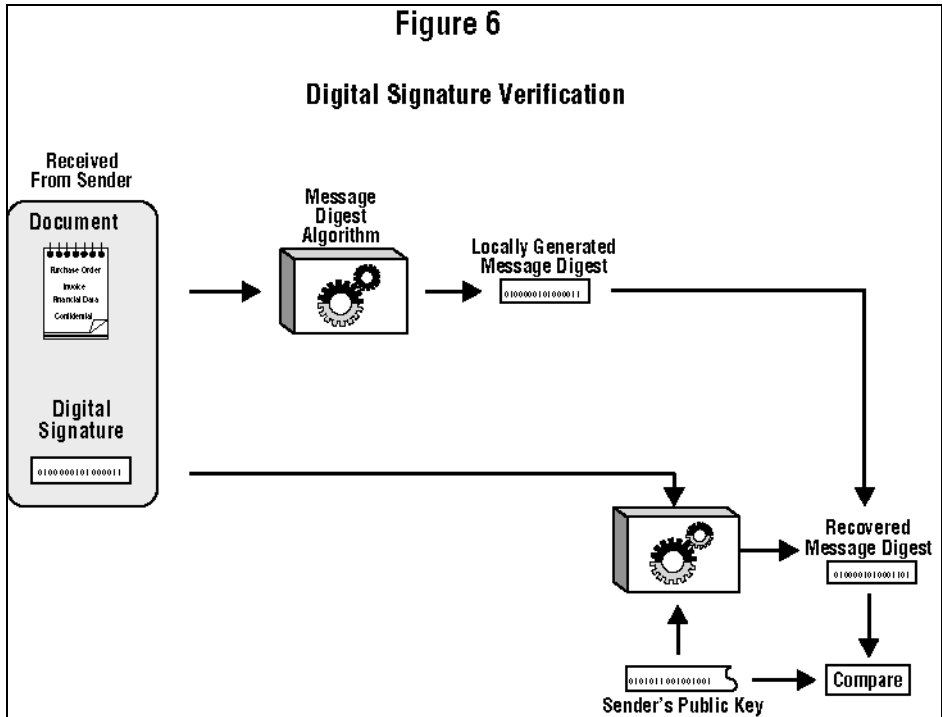 Figure 6
Digital Signature Verification
Received
From Sender
Document
Purchase Order
Invoice
Financial Data
Confidential
Digital
Signature
0100000101000011
Message
Digest
Algorithm
Locally Generated
Message Digest
0100000101000011
Recovered
Message Digest
0100000101001101
0101011001001001
Sender's Public Key
Compare